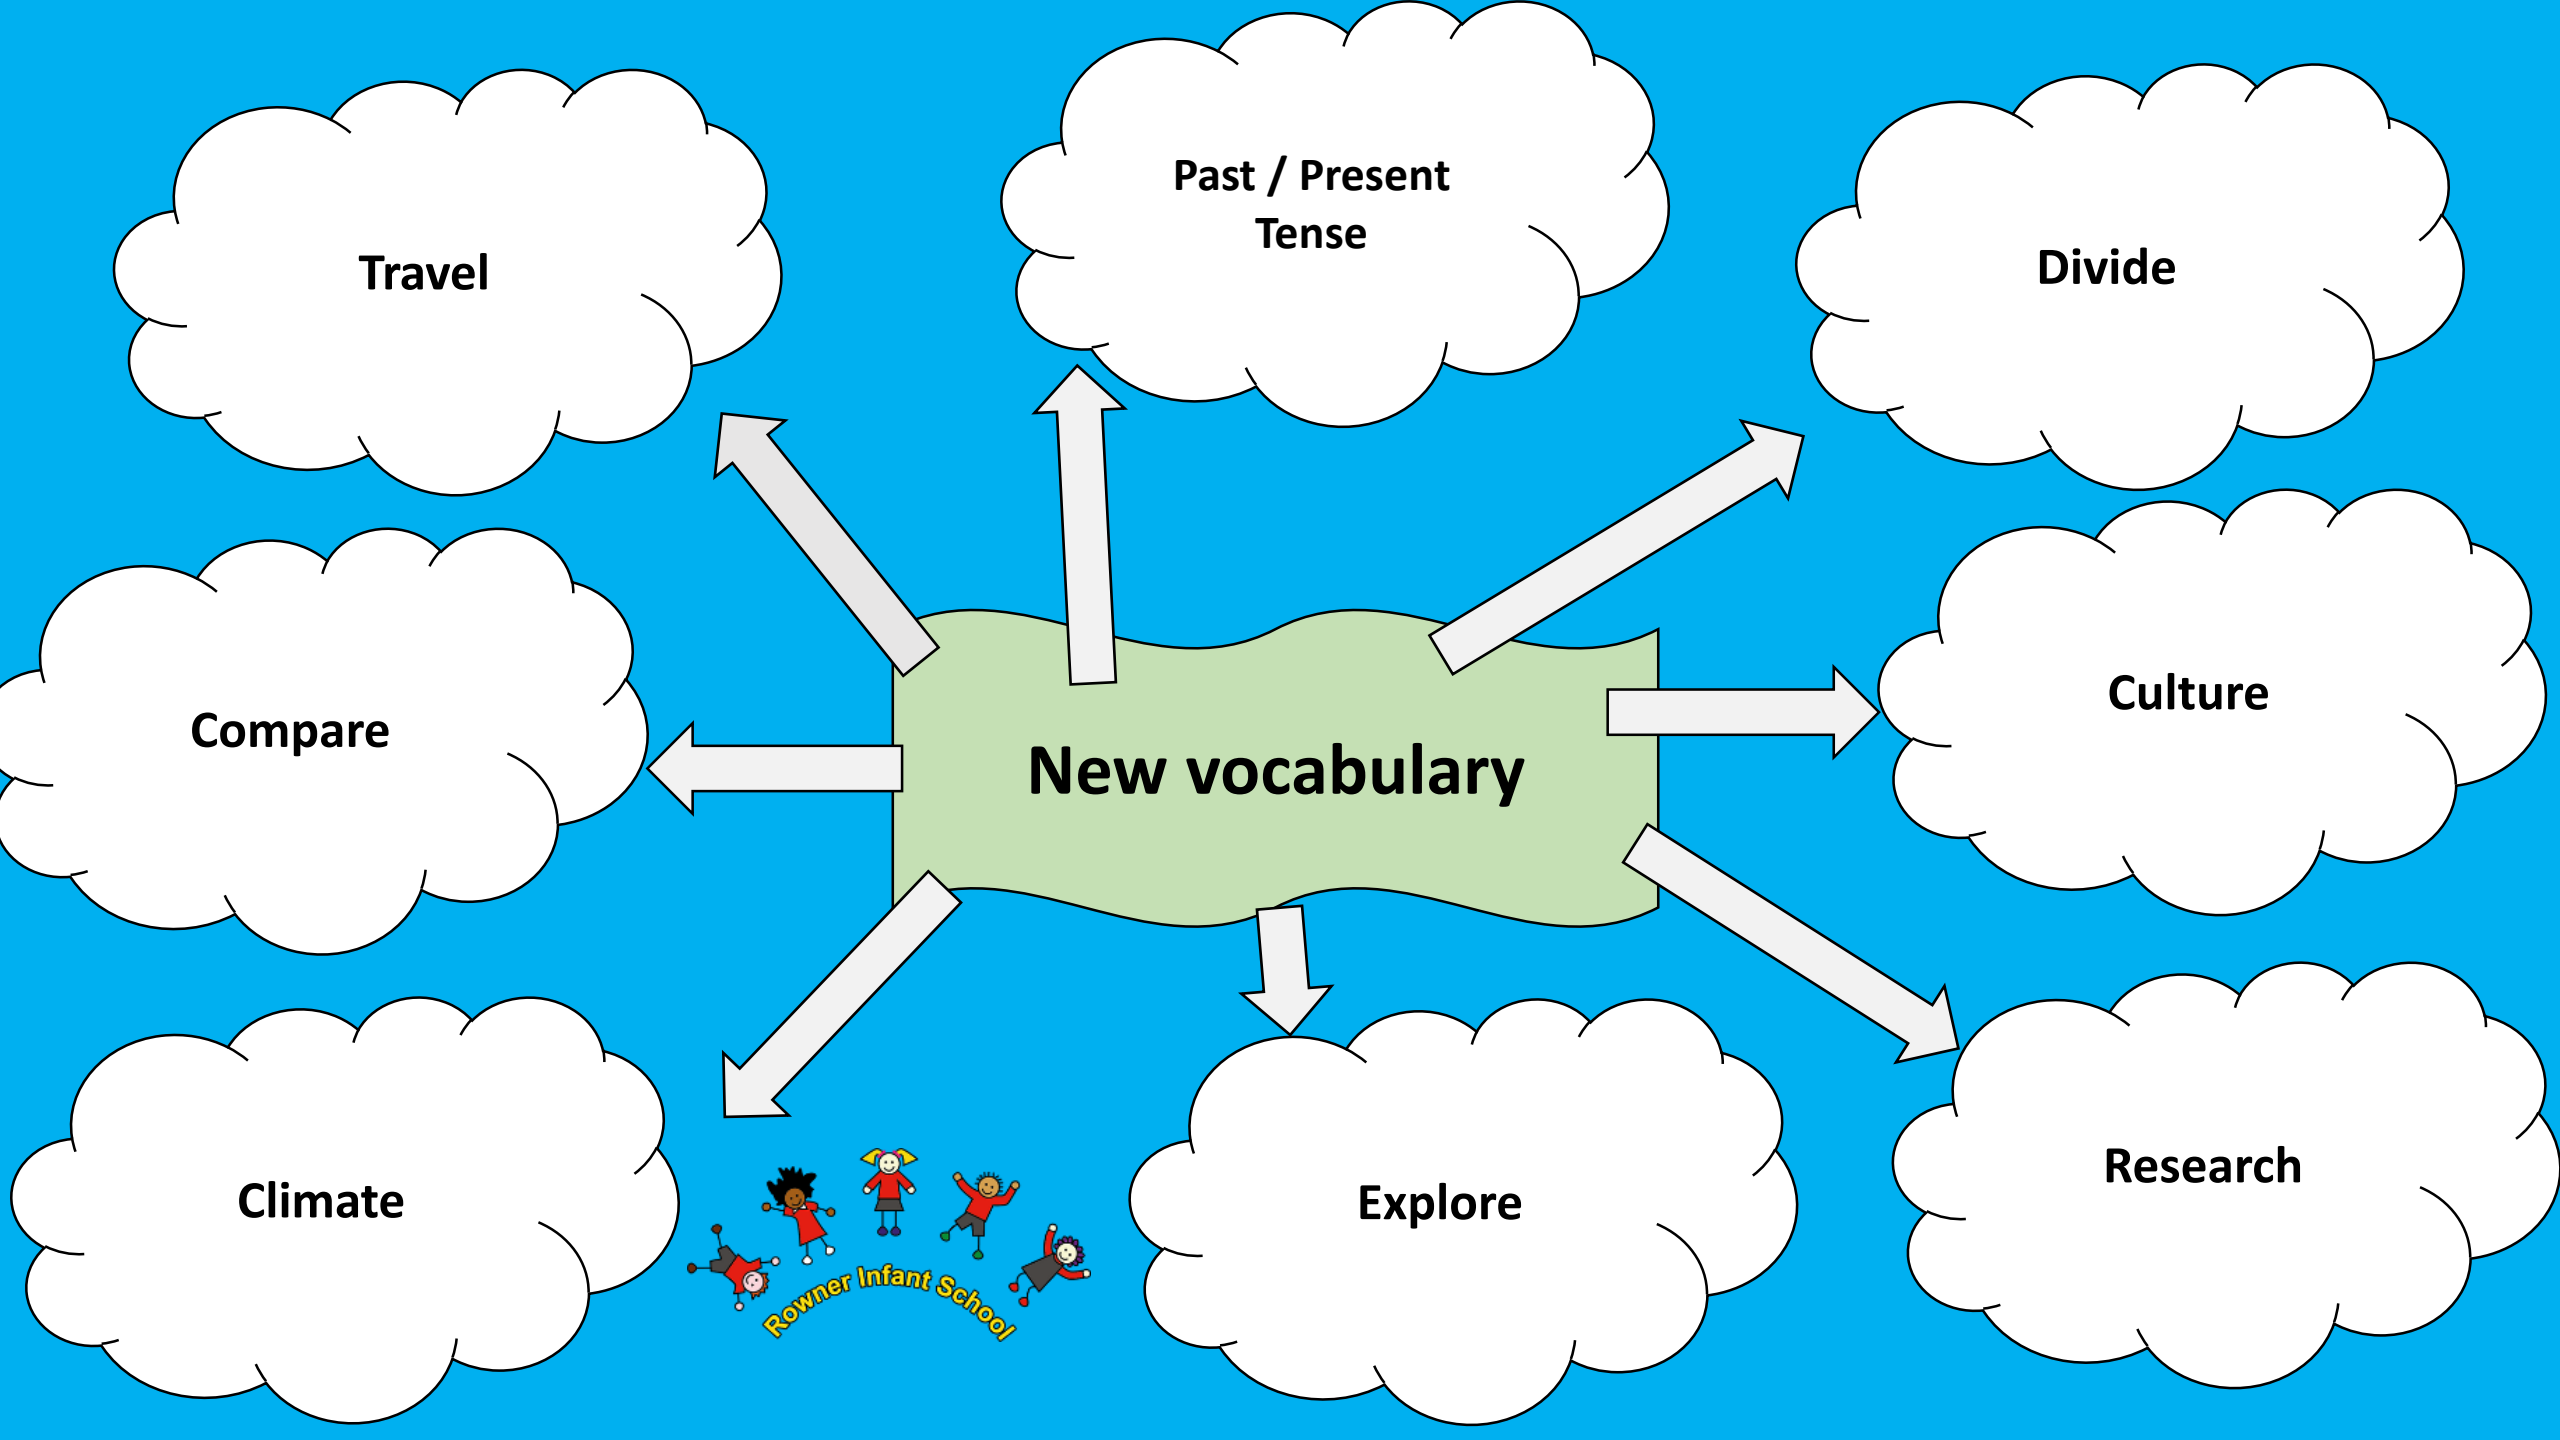 Travel
Past / Present
Tense
Divide
Compare
New vocabulary
Culture
Climate
Explore
Research
Rowner Infant School